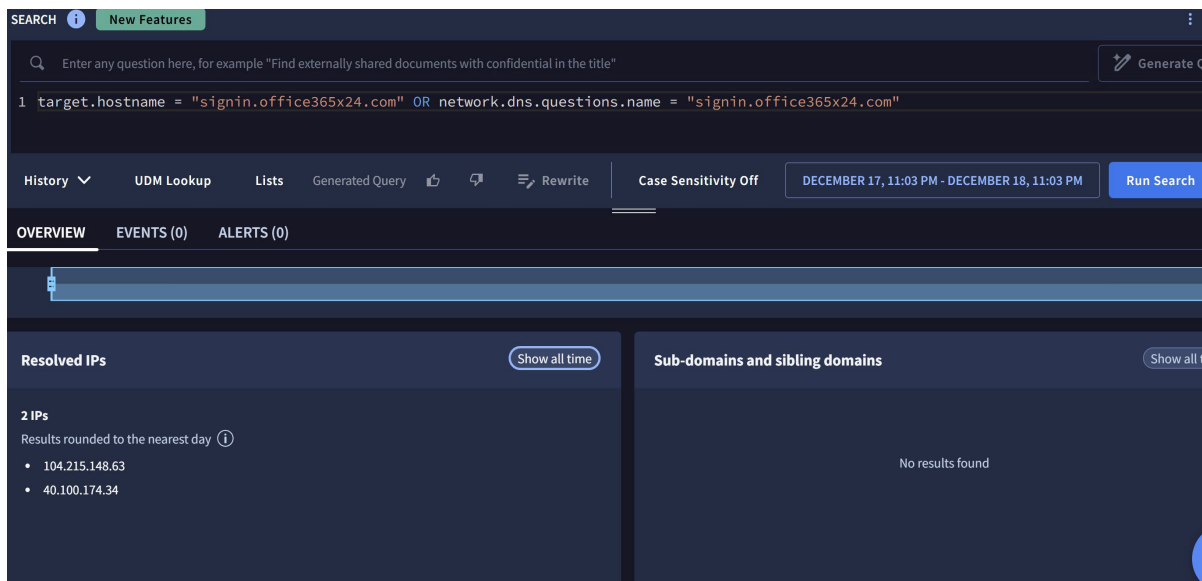 SEARCH i New Features
Enter any question here, for example "Find externally shared documents with confidential in the title"
Generate Q
1 target.hostname = "signin.office365x24.com" OR network.dns.questions.name = "signin.office365x24.com"
History UDM Lookup Lists Generated Query Rewrite Case Sensitivity Off DECEMBER 17, 11:03 PM - DECEMBER 18, 11:03 PM Run Search
OVERVIEW EVENTS (0) ALERTS (0)
Resolved IPs Show all time
2 IPs
Results rounded to the nearest day i
• 104.215.148.63
• 40.100.174.34
Sub-domains and sibling domains Show all t
No results found